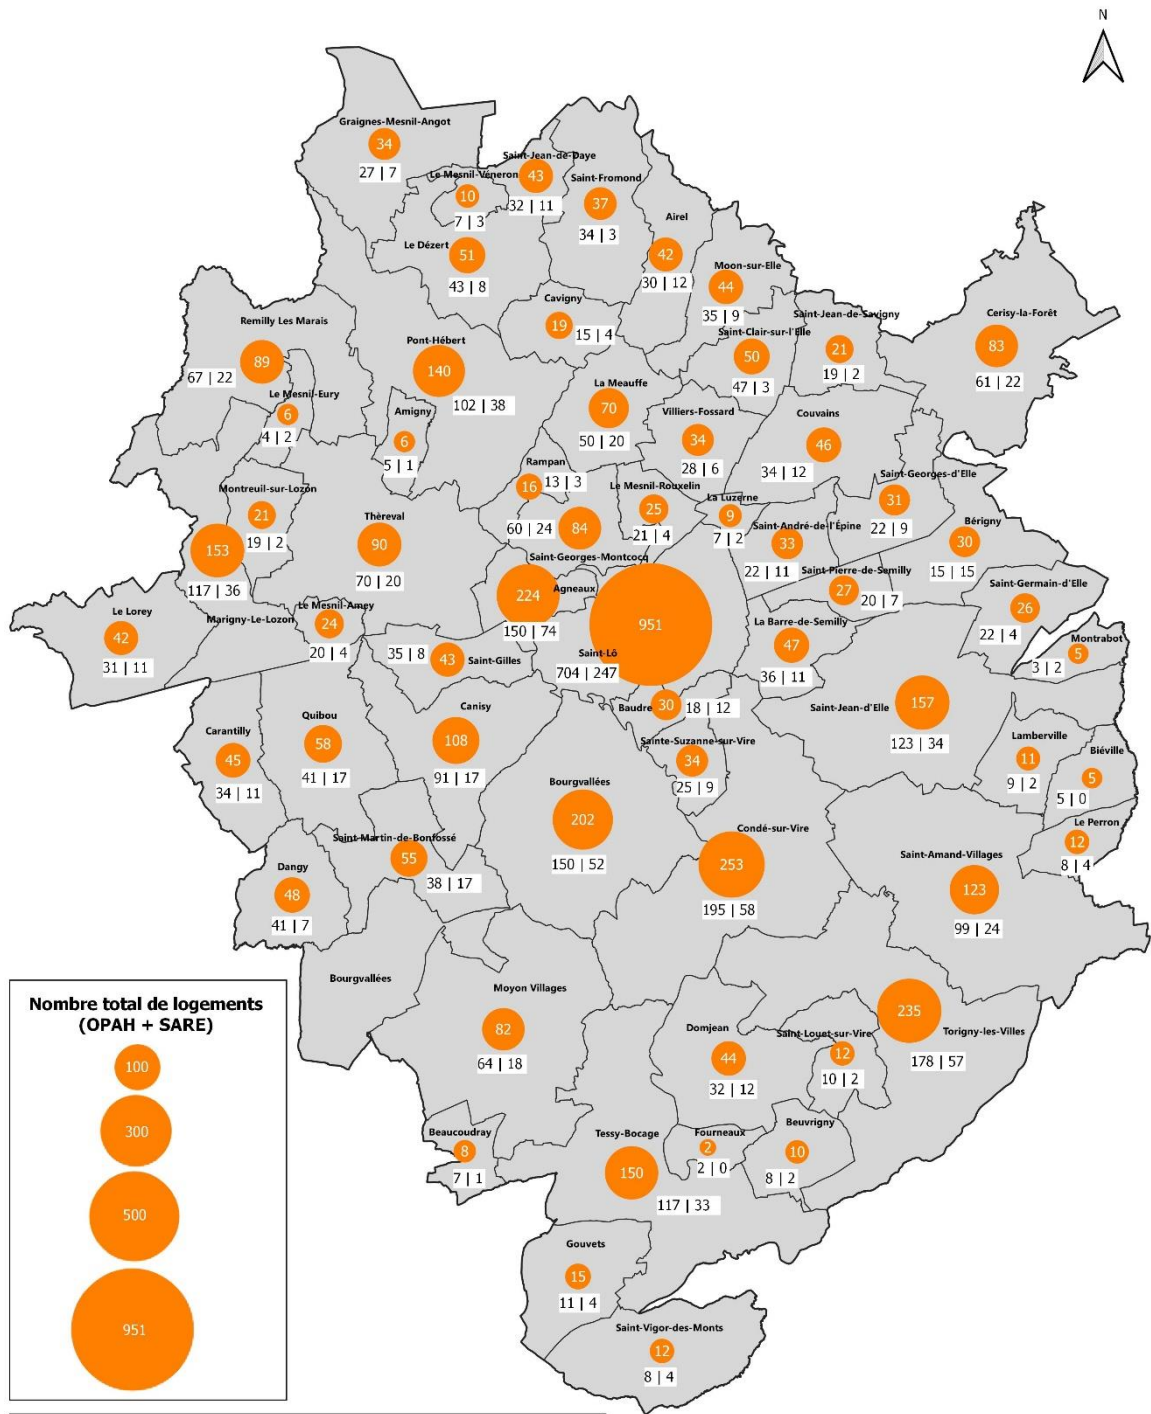 N
Graignes-Mesnil-Angot
34
27 | 7
Saint-Jean-de-Daye
43
32 | 11
Le Mesnil-Véneron
10
7 | 3
Saint-Fromond
37
34 | 3
Airel
42
30 | 12
Le Dézert
51
43 | 8
Moon-sur-Elle
44
35 | 9
Cavigny
19
15 | 4
Saint-Jean-de-Savigny
21
19 | 2
Cerisy-la-Forêt
83
61 | 22
Saint-Clair-sur-l'Elle
50
47 | 3
Remilly Les Marais
89
67 | 22
Pont-Hébert
140
102 | 38
Le Mesnil-Eury
6
4 | 2
Amigny
6
5 | 1
La Meauffe
70
50 | 20
Villiers-Fossard
34
28 | 6
Couvains
46
34 | 12
Rampan
16
13 | 3
Le Mesnil-Rouxelin
25
21 | 4
Saint-Georges-d'Elle
31
22 | 9
Montreuil-sur-Lozon
21
19 | 2
Thèreval
90
70 | 20
60 | 24
84
Saint-Georges-Montcocq
La Luzerne
9
7 | 2
Saint-André-de-l'Épine
33
22 | 11
Bérigny
30
15 | 15
153
117 | 36
Marigny-Le-Lozon
Saint-Pierre-de-Semilly
27
20 | 7
Saint-Germain-d'Elle
26
22 | 4
224
Agneaux
150 | 74
951
Saint-Lô
704 | 247
Le Lorey
42
31 | 11
Le Mesnil-Amey
24
20 | 4
35 | 8
43
Saint-Gilles
La Barre-de-Semilly
47
36 | 11
Montrabot
5
3 | 2
Baudre
30
18 | 12
Saint-Jean-d'Elle
157
123 | 34
Carantilly
45
34 | 11
Quibou
58
41 | 17
Canisy
108
91 | 17
Sainte-Suzanne-sur-Vire
34
25 | 9
Lamberville
11
9 | 2
Biéville
5
5 | 0
Bourgvallées
202
150 | 52
Le Perron
12
8 | 4
Saint-Martin-de-Bonfossé
55
38 | 17
Condé-sur-Vire
253
195 | 58
Saint-Amand-Villages
123
99 | 24
Dangy
48
41 | 7
Bourgvallées
Moyon Villages
82
64 | 18
235
Torigny-les-Villes
178 | 57
Domjean
44
32 | 12
Saint-Louet-sur-Vire
12
10 | 2
Beaucoudray
8
7 | 1
Tessy-Bocage
150
117 | 33
Fourneaux
2
2 | 0
Beuvrigny
10
8 | 2
Gouvets
15
11 | 4
Saint-Vigor-des-Monts
12
8 | 4
Nombre total de logements
(OPAH + SARE)
100
300
500
951